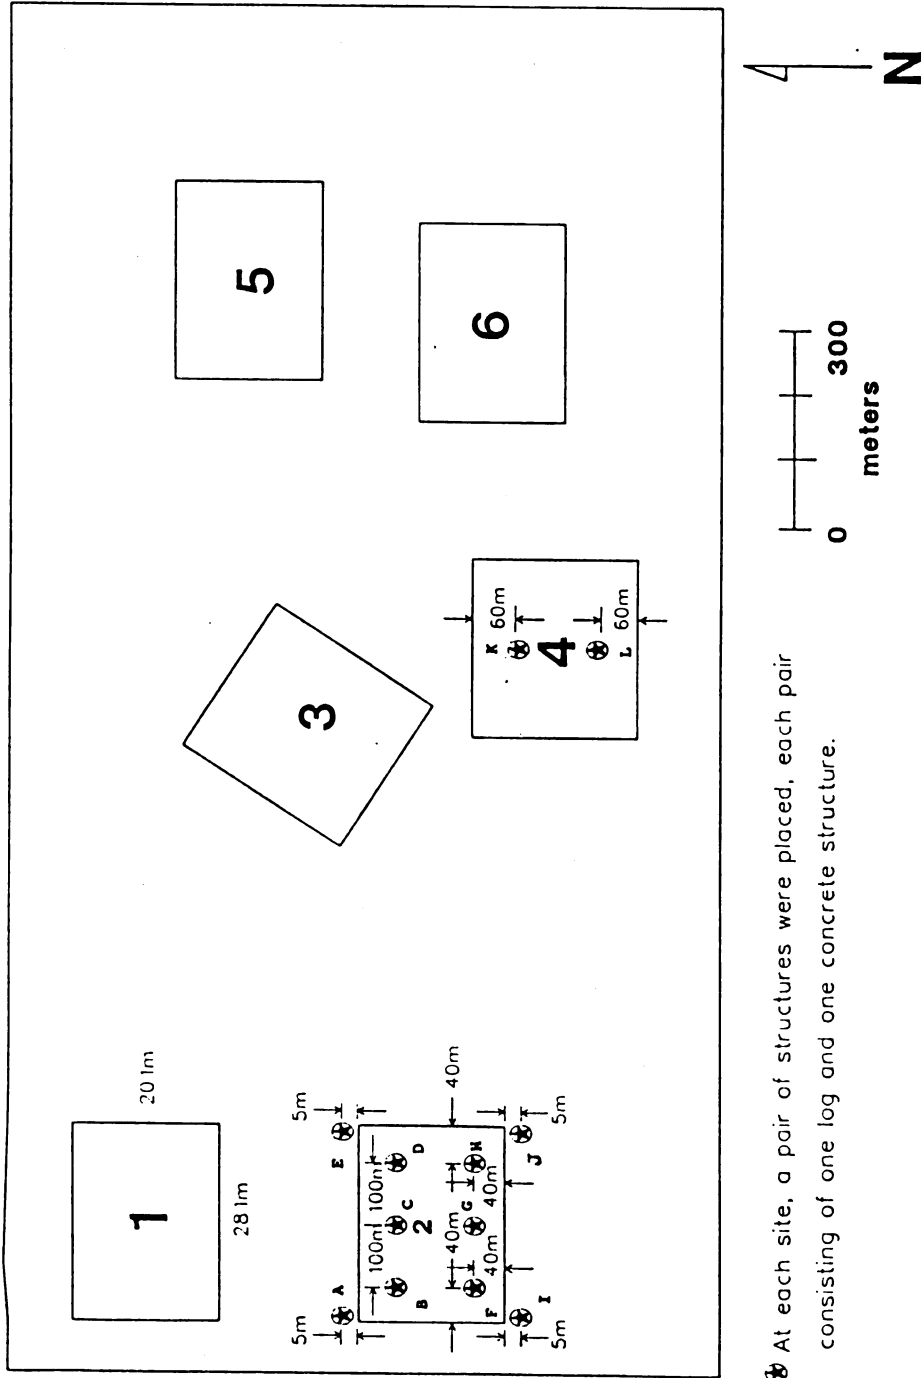 1
20 1m
28 1m
5m
5m
E
A
100m
100m
D
C
B
2
40m
40m
40m
40m
H
G
F
5m
5m
J
I
3
4
K
L
60m
60m
5
6
0
300
meters
N
At each site, a pair of structures were placed, each pair
consisting of one log and one concrete structure.